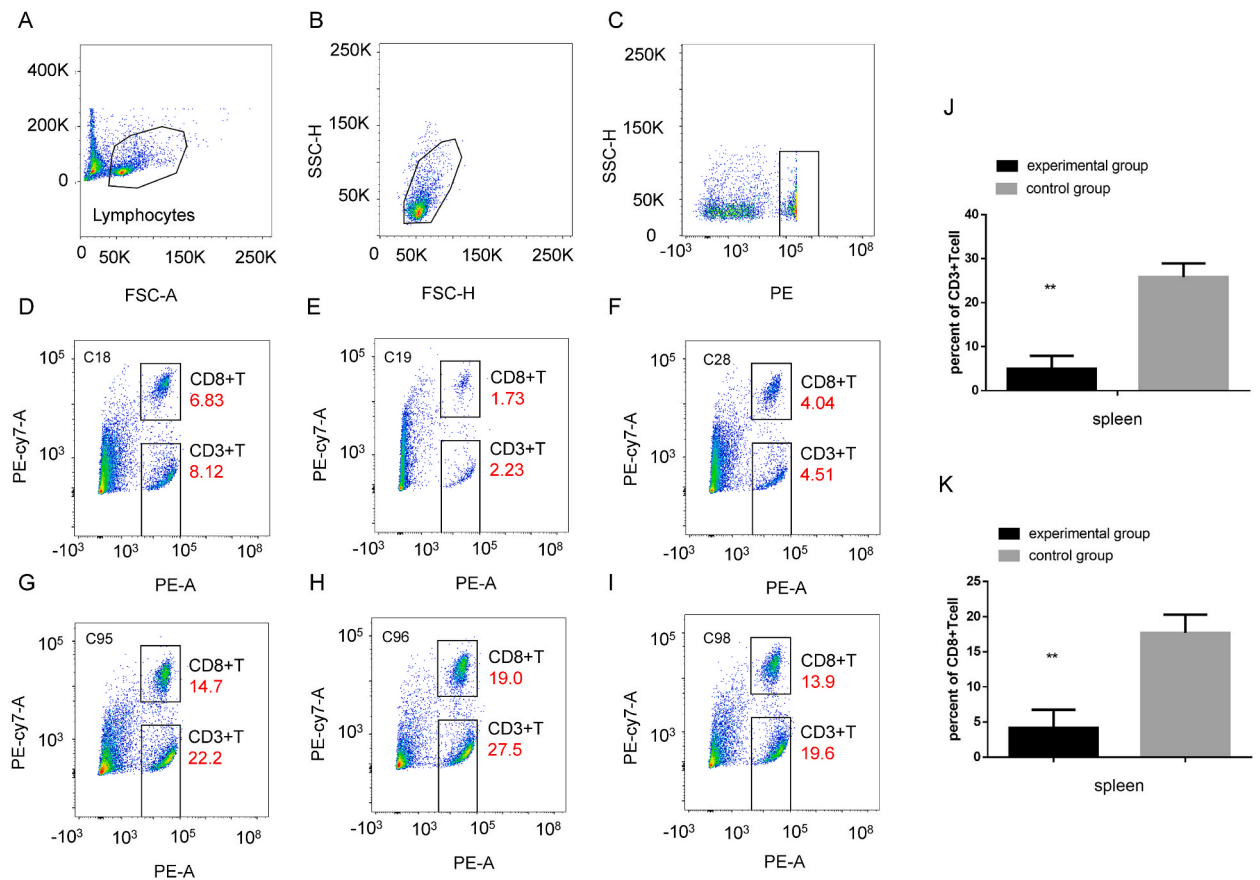 A
400K
200K
0
Lymphocytes
0 50K 150K 250K
FSC-A
B
250K
150K
50K
SSC-H
0 50K 150K 250K
FSC-H
C
250K
200K
150K
100K
50K
0
SSC-H
-10³ 10³ 10⁵ 10⁸
PE
D
C18
10⁵
10³
PE-cy7-A
CD8+T
6.83
CD3+T
8.12
-10³ 10³ 10⁵ 10⁸
PE-A
E
C19
10⁵
10³
PE-cy7-A
CD8+T
1.73
CD3+T
2.23
-10³ 10³ 10⁵ 10⁸
PE-A
F
C28
10⁵
10³
PE-cy7-A
CD8+T
4.04
CD3+T
4.51
-10³ 10³ 10⁵ 10⁸
PE-A
G
C95
10⁵
10³
PE-cy7-A
CD8+T
14.7
CD3+T
22.2
-10³ 10³ 10⁵ 10⁸
PE-A
H
C96
10⁵
10³
PE-cy7-A
CD8+T
19.0
CD3+T
27.5
-10³ 10³ 10⁵ 10⁸
PE-A
I
C98
10⁵
10³
PE-cy7-A
CD8+T
13.9
CD3+T
19.6
-10³ 10³ 10⁵ 10⁸
PE-A
J
experimental group
control group
40
30
20
10
0
percent of CD3+Tcell
**
spleen
K
experimental group
control group
25
20
15
10
5
0
percent of CD8+Tcell
**
spleen